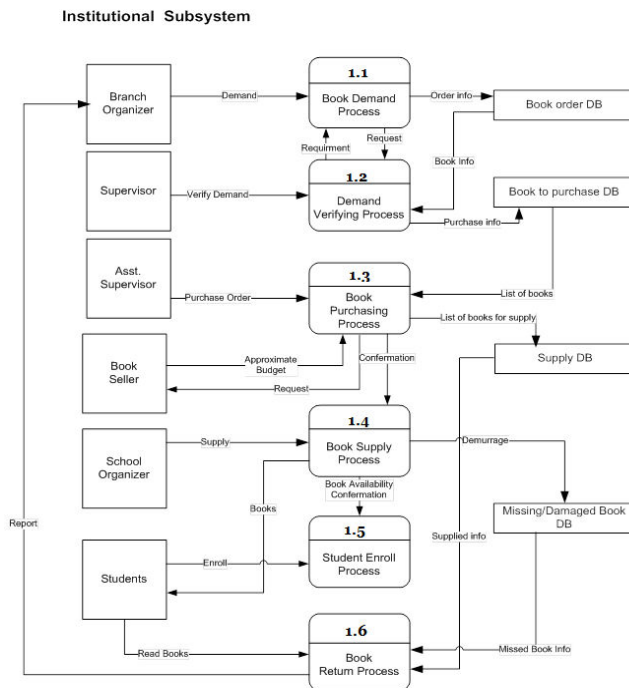 Institutional Subsystem
1.1
Branch
Organizer
Demand
Book Demand
Process
Order info
Book order DB
Requirment
Request
Book Info
1.2
Supervisor
Verify Demand
Demand
Verifying Process
Purchase info
Book to purchase DB
Asst.
Supervisor
Purchase Order
1.3
Book
Purchasing
Process
List of books
List of books for supply
Book
Seller
Approximate
Budget
Request
Confermation
Supply DB
1.4
School
Organizer
Supply
Book Supply
Process
Demurrage
Books
Book Availability
Confermation
Missing/Damaged Book
DB
Report
1.5
Students
Enroll
Student Enroll
Process
Supplied info
1.6
Read Books
Book
Return Process
Missed Book Info